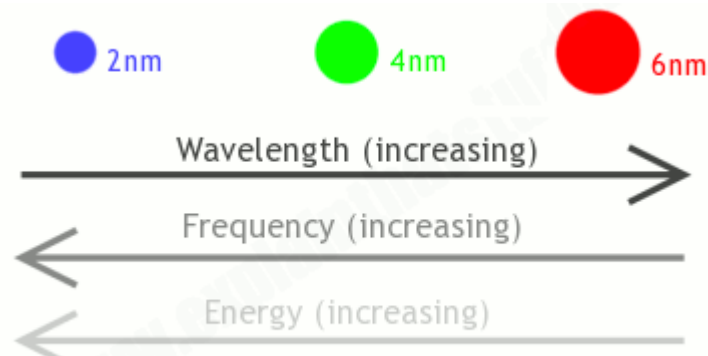 2nm
4nm
6nm
Wavelength (increasing)
Frequency (increasing)
Energy (increasing)